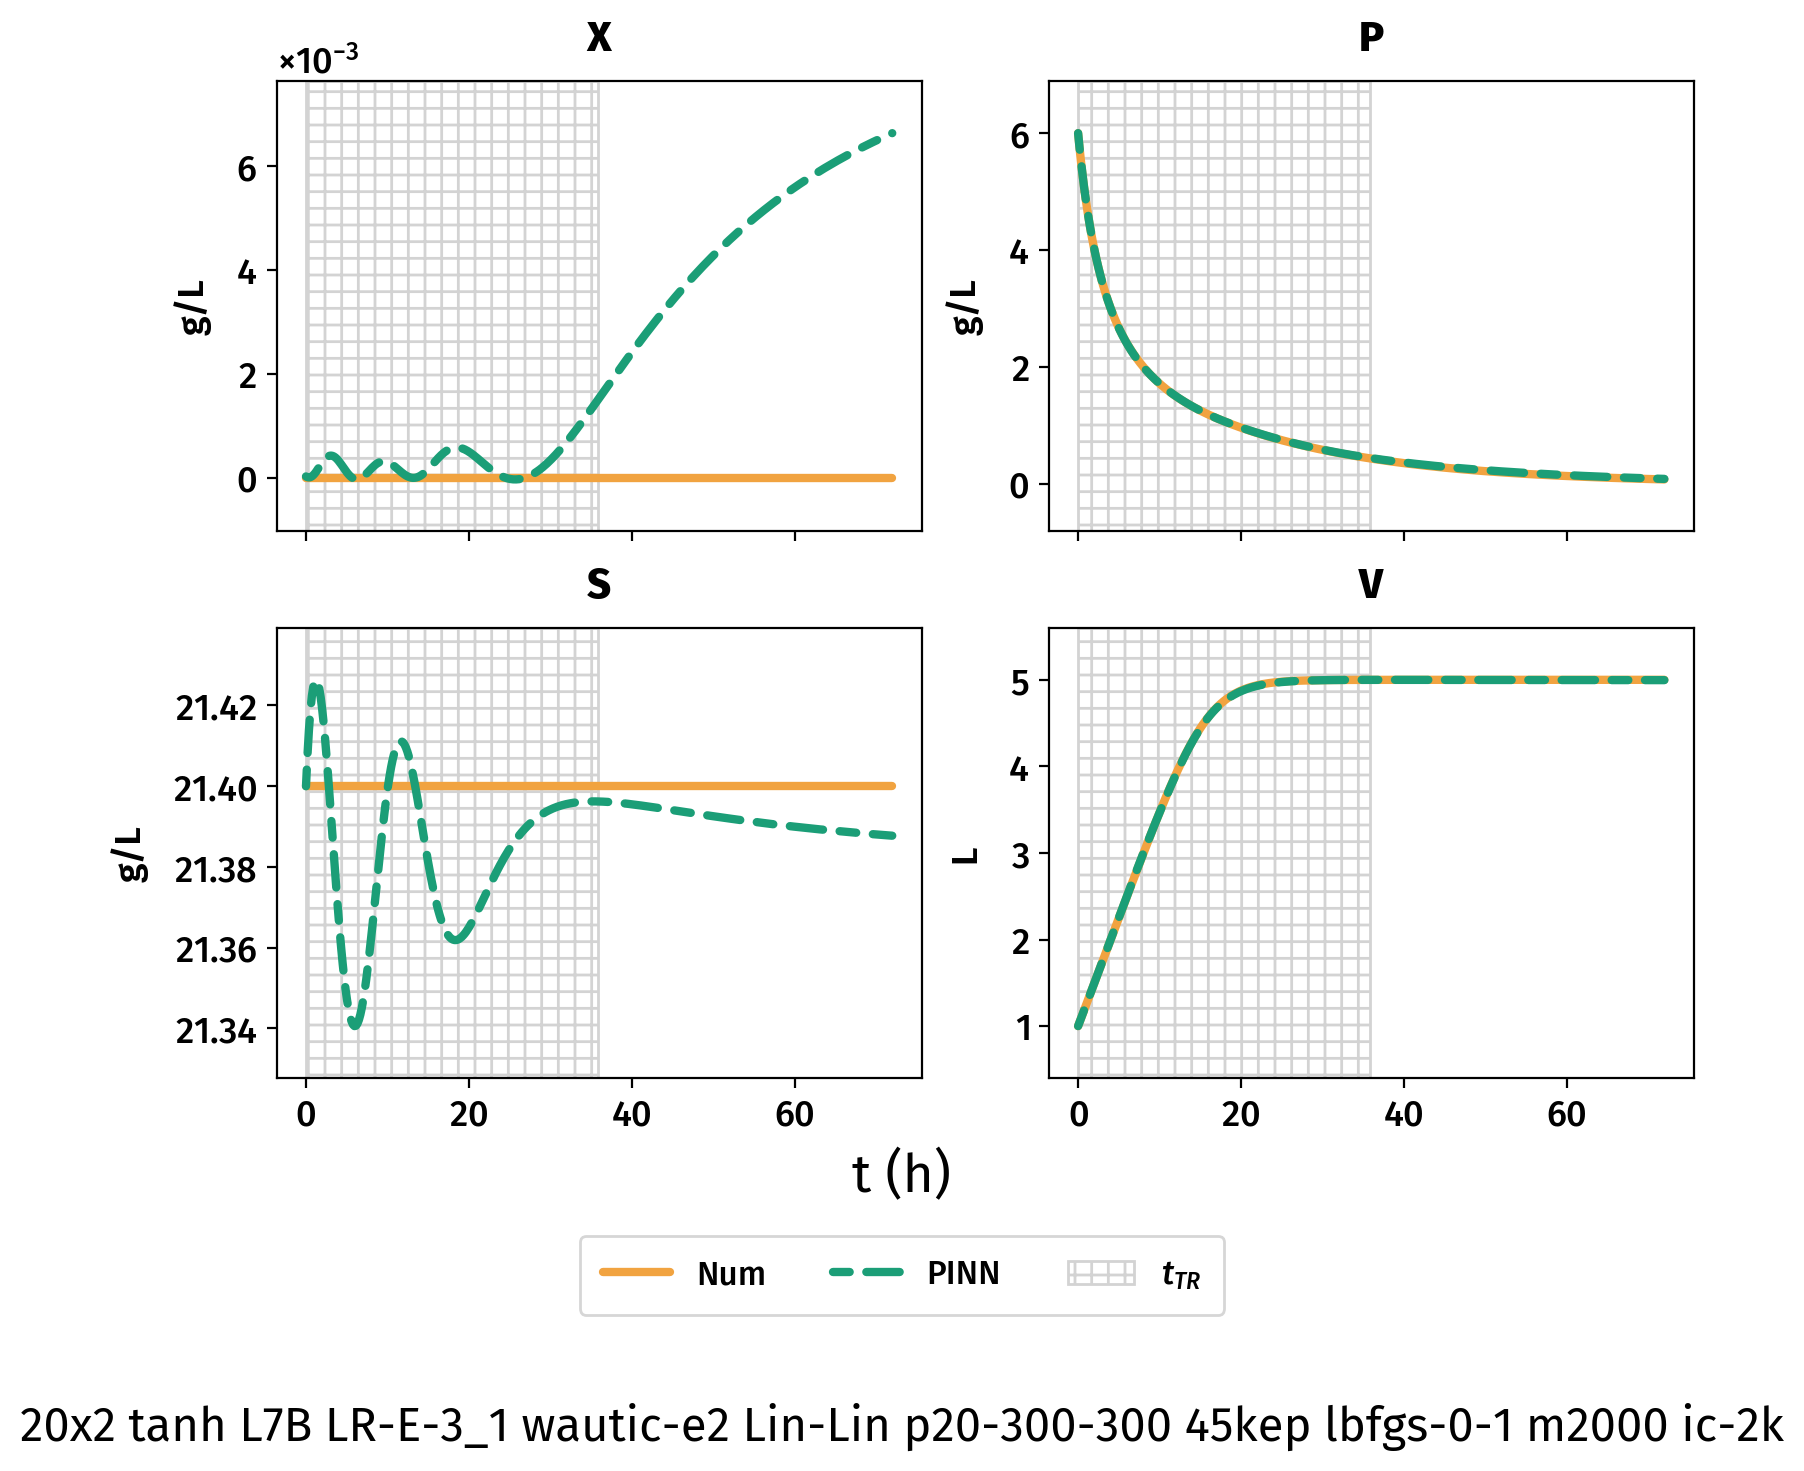 X
×10⁻³
g/L
6
4
2
0
P
g/L
6
4
2
0
S
g/L
21.42
21.40
21.38
21.36
21.34
0 20 40 60
V
L
5
4
3
2
1
0 20 40 60
t (h)
Num PINN t_TR
20x2 tanh L7B LR-E-3_1 wautic-e2 Lin-Lin p20-300-300 45kep lbfgs-0-1 m2000 ic-2k